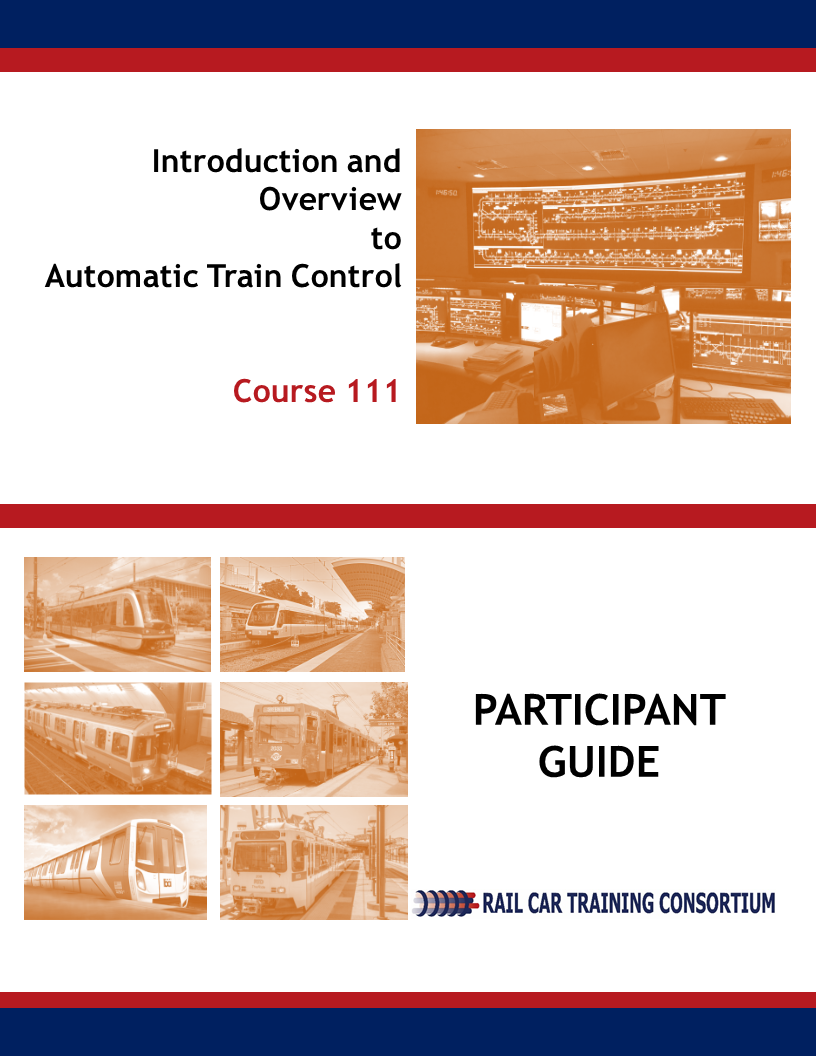 Introduction and
Overview
to
Automatic Train Control
Course 111
PARTICIPANT
GUIDE
RAIL CAR TRAINING CONSORTIUM